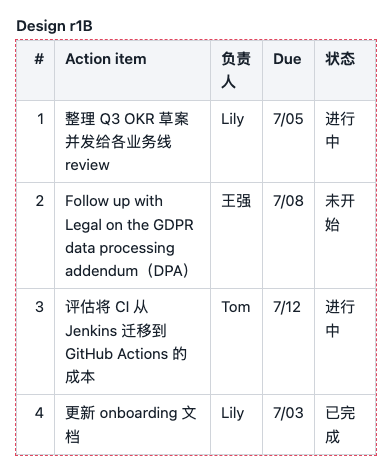 Design r1B
# Action item 负责人 Due 状态
1 整理 Q3 OKR 草案并发给各业务线 review Lily 7/05 进行中
2 Follow up with Legal on the GDPR data processing addendum（DPA） 王强 7/08 未开始
3 评估将 CI 从 Jenkins 迁移到 GitHub Actions 的成本 Tom 7/12 进行中
4 更新 onboarding 文档 Lily 7/03 已完成